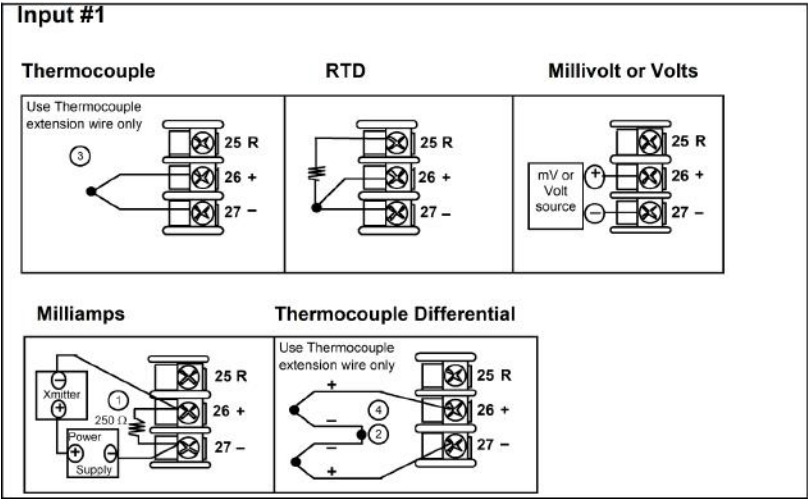 Input #1
Thermocouple
RTD
Millivolt or Volts
Use Thermocouple
extension wire only
3
25 R
26 +
27 –
25 R
26 +
27 –
mV or
Volt
source
+
–
25 R
26 +
27 –
Milliamps
Thermocouple Differential
–
Xmitter
+
1
250 Ω
Power
+ –
Supply
25 R
26 +
27 –
Use Thermocouple
extension wire only
+
–
4
2
–
+
25 R
26 +
27 –